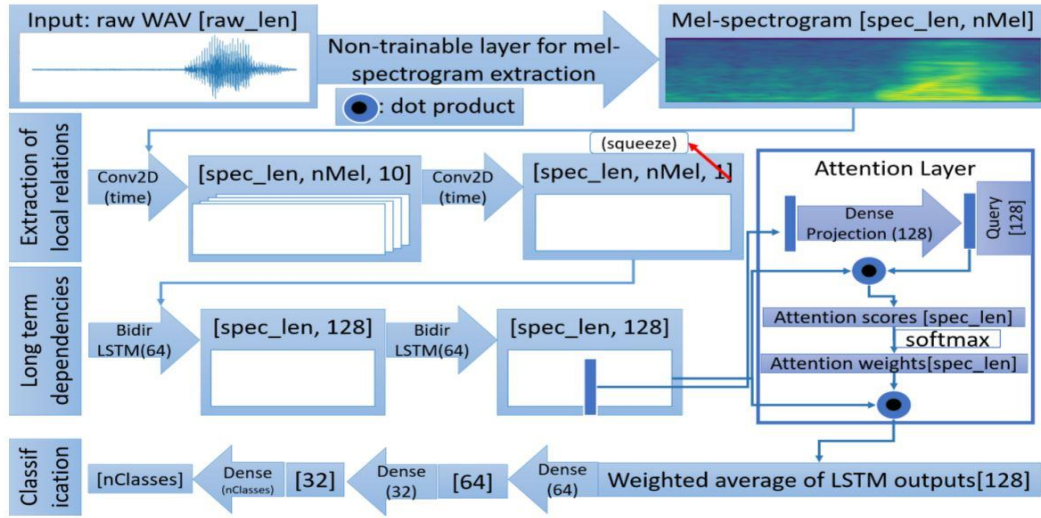 Input: raw WAV [raw_len]
Non-trainable layer for mel-
spectrogram extraction
: dot product
Mel-spectrogram [spec_len, nMel]
Extraction of
local relations
Conv2D
(time)
[spec_len, nMel, 10]
Conv2D
(time)
(squeeze)
[spec_len, nMel, 1]
Attention Layer
Dense
Projection (128)
Query
[128]
Attention scores [spec_len]
softmax
Attention weights[spec_len]
Long term
dependencies
Bidir
LSTM(64)
[spec_len, 128]
Bidir
LSTM(64)
[spec_len, 128]
Classif
ication
[nClasses]
Dense
(nClasses)
[32]
Dense
(32)
[64]
Dense
(64)
Weighted average of LSTM outputs[128]